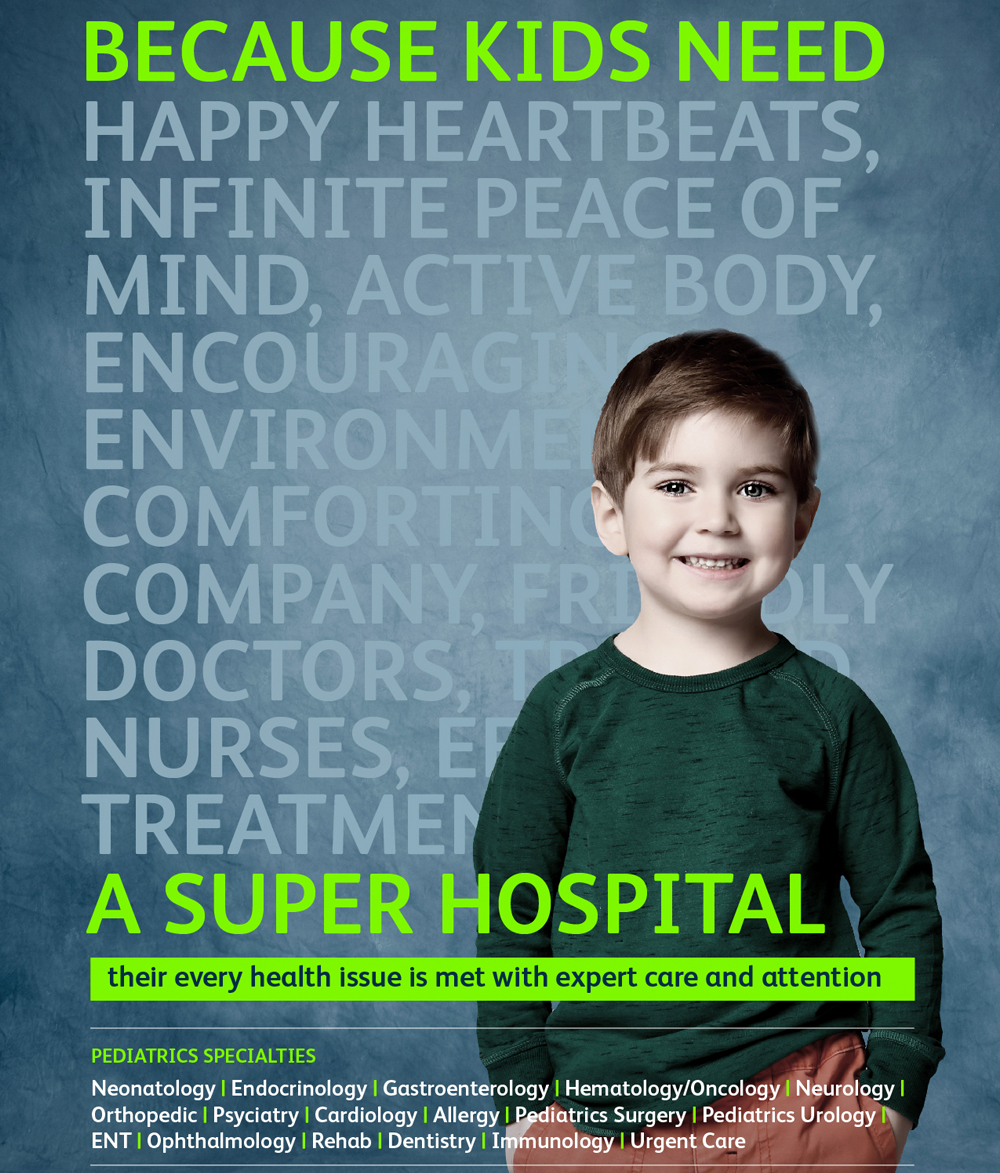 BECAUSE KIDS NEED
HAPPY HEARTBEATS,
INFINITE PEACE OF
MIND, ACTIVE BODY,
ENCOURAGING
COMFORTING
COMPANY,
DOCTORS,
NURSES,
A SUPER HOSPITAL
their every health issue is met with expert care and attention
PEDIATRICS SPECIALTIES
Neonatology | Endocrinology | Gastroenterology | Hematology/Oncology | Neurology |
Orthopedic | Psyciatry | Cardiology | Allergy | Pediatrics Surgery | Pediatrics Urology |
ENT | Ophthalmology | Rehab | Dentistry | Immunology | Urgent Care